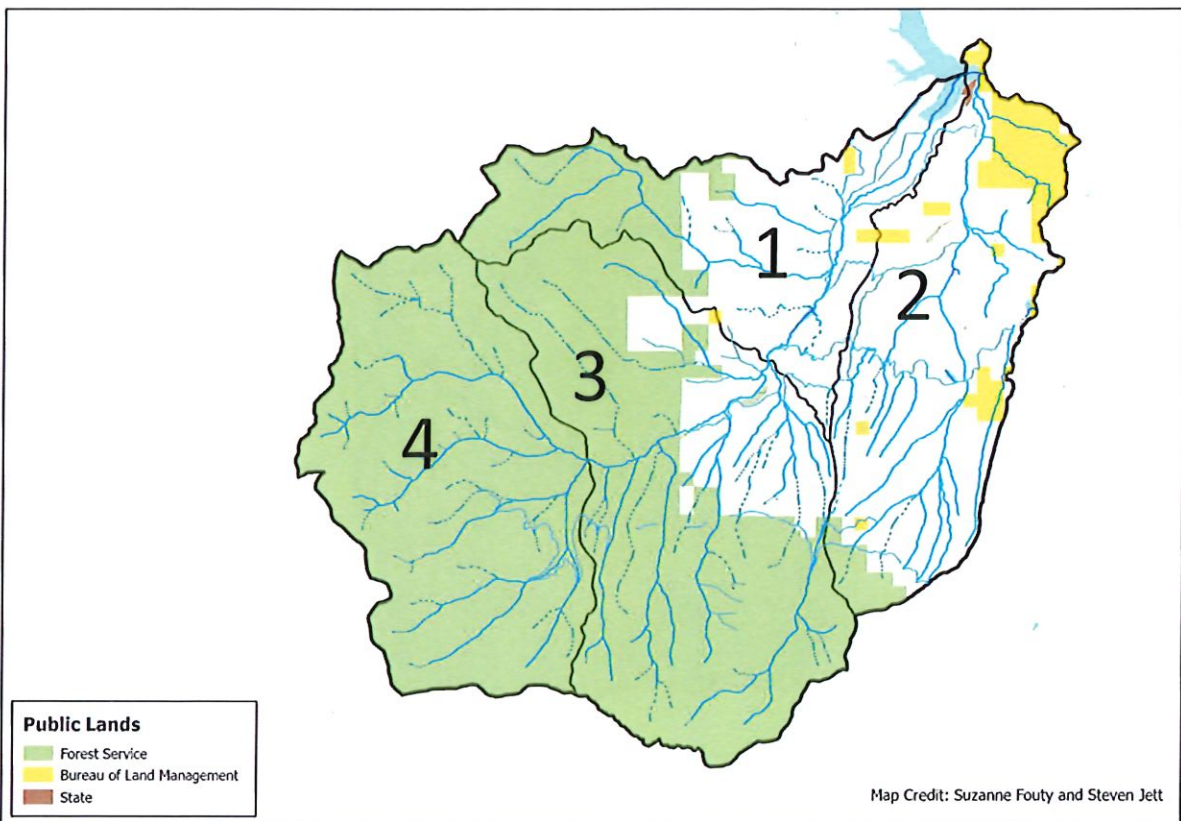 1
2
3
4
Public Lands
Forest Service
Bureau of Land Management
State
Map Credit: Suzanne Fouty and Steven Jett